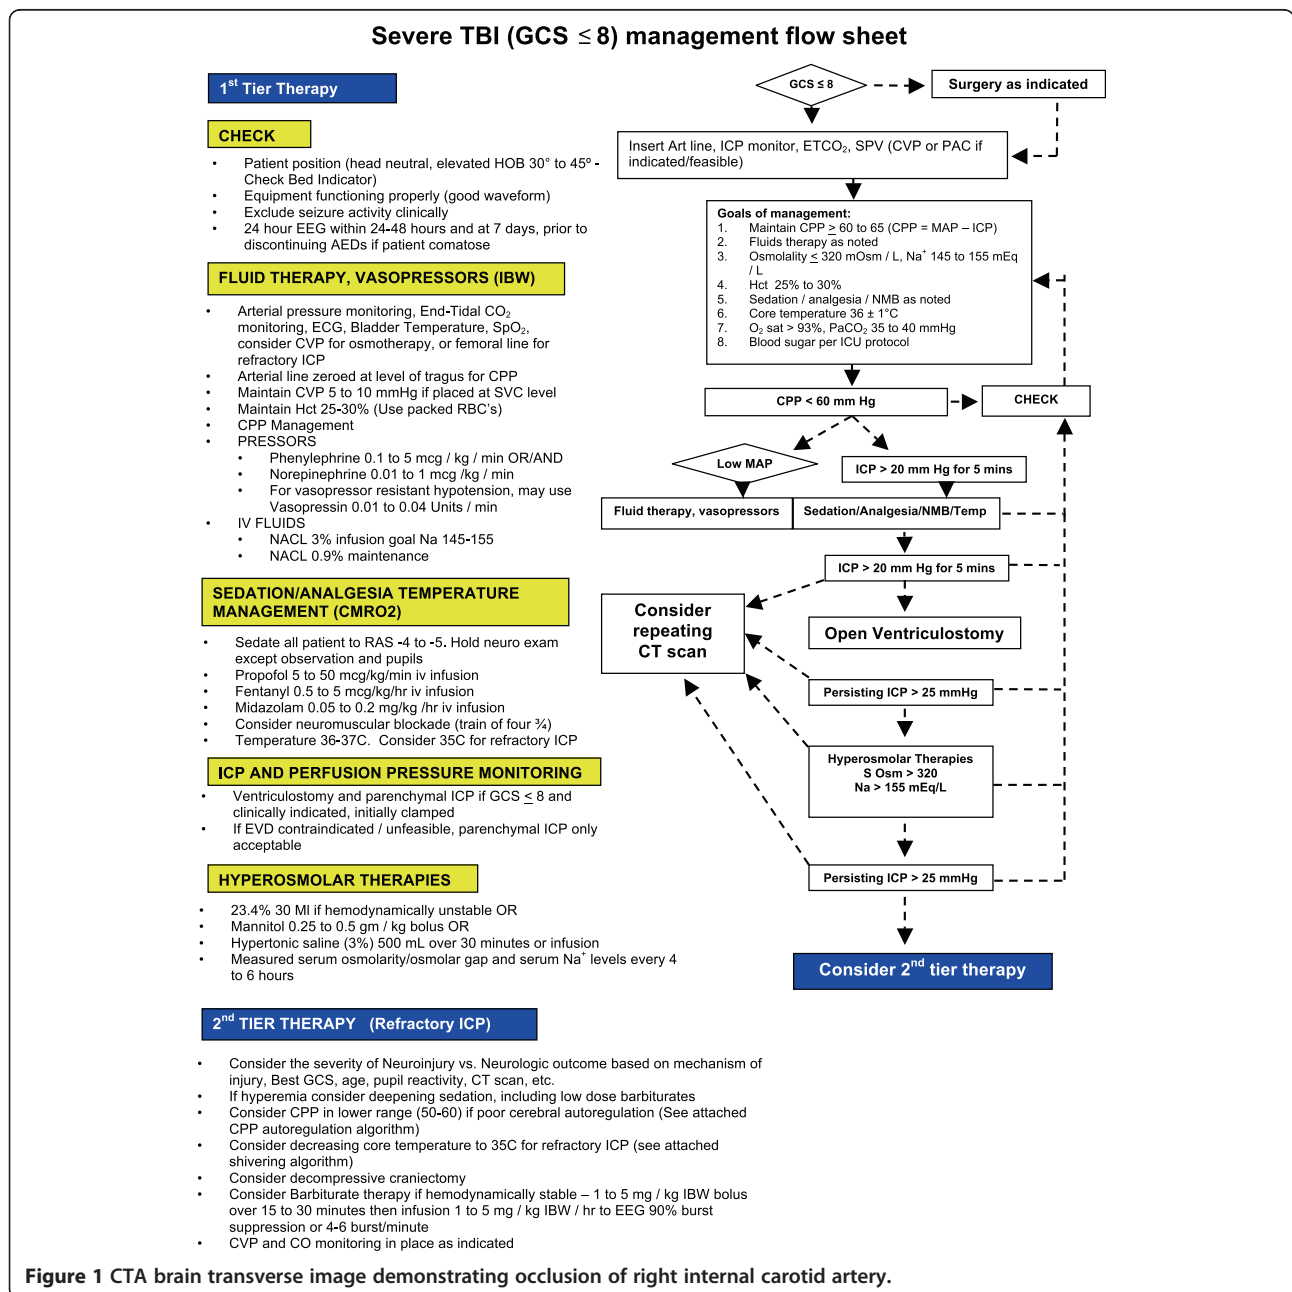 Severe TBI (GCS ≤ 8) management flow sheet
1st Tier Therapy
CHECK
• Patient position (head neutral, elevated HOB 30° to 45º -
Check Bed Indicator)
• Equipment functioning properly (good waveform)
• Exclude seizure activity clinically
• 24 hour EEG within 24-48 hours and at 7 days, prior to
discontinuing AEDs if patient comatose
FLUID THERAPY, VASOPRESSORS (IBW)
• Arterial pressure monitoring, End-Tidal CO2
monitoring, ECG, Bladder Temperature, SpO2,
consider CVP for osmotherapy, or femoral line for
refractory ICP
• Arterial line zeroed at level of tragus for CPP
• Maintain CVP 5 to 10 mmHg if placed at SVC level
• Maintain Hct 25-30% (Use packed RBC's)
• CPP Management
• PRESSORS
• Phenylephrine 0.1 to 5 mcg / kg / min OR/AND
• Norepinephrine 0.01 to 1 mcg /kg / min
• For vasopressor resistant hypotension, may use
Vasopressin 0.01 to 0.04 Units / min
• IV FLUIDS
• NACL 3% infusion goal Na 145-155
• NACL 0.9% maintenance
SEDATION/ANALGESIA TEMPERATURE
MANAGEMENT (CMRO2)
• Sedate all patient to RAS -4 to -5. Hold neuro exam
except observation and pupils
• Propofol 5 to 50 mcg/kg/min iv infusion
• Fentanyl 0.5 to 5 mcg/kg/hr iv infusion
• Midazolam 0.05 to 0.2 mg/kg /hr iv infusion
• Consider neuromuscular blockade (train of four ¾)
• Temperature 36-37C. Consider 35C for refractory ICP
ICP AND PERFUSION PRESSURE MONITORING
• Ventriculostomy and parenchymal ICP if GCS ≤ 8 and
clinically indicated, initially clamped
• If EVD contraindicated / unfeasible, parenchymal ICP only
acceptable
HYPEROSMOLAR THERAPIES
• 23.4% 30 Ml if hemodynamically unstable OR
• Mannitol 0.25 to 0.5 gm / kg bolus OR
• Hypertonic saline (3%) 500 mL over 30 minutes or infusion
• Measured serum osmolarity/osmolar gap and serum Na+ levels every 4
to 6 hours
2nd TIER THERAPY (Refractory ICP)
• Consider the severity of Neuroinjury vs. Neurologic outcome based on mechanism of
injury, Best GCS, age, pupil reactivity, CT scan, etc.
• If hyperemia consider deepening sedation, including low dose barbiturates
• Consider CPP in lower range (50-60) if poor cerebral autoregulation (See attached
CPP autoregulation algorithm)
• Consider decreasing core temperature to 35C for refractory ICP (see attached
shivering algorithm)
• Consider decompressive craniectomy
• Consider Barbiturate therapy if hemodynamically stable – 1 to 5 mg / kg IBW bolus
over 15 to 30 minutes then infusion 1 to 5 mg / kg IBW / hr to EEG 90% burst
suppression or 4-6 burst/minute
• CVP and CO monitoring in place as indicated
GCS ≤ 8
Surgery as indicated
Insert Art line, ICP monitor, ETCO2, SPV (CVP or PAC if
indicated/feasible)
Goals of management:
1. Maintain CPP ≥ 60 to 65 (CPP = MAP – ICP)
2. Fluids therapy as noted
3. Osmolality ≤ 320 mOsm / L, Na+ 145 to 155 mEq
/ L
4. Hct 25% to 30%
5. Sedation / analgesia / NMB as noted
6. Core temperature 36 ± 1°C
7. O2 sat > 93%, PaCO2 35 to 40 mmHg
8. Blood sugar per ICU protocol
CPP < 60 mm Hg
CHECK
Low MAP
ICP > 20 mm Hg for 5 mins
Fluid therapy, vasopressors
Sedation/Analgesia/NMB/Temp
ICP > 20 mm Hg for 5 mins
Consider
repeating
CT scan
Open Ventriculostomy
Persisting ICP > 25 mmHg
Hyperosmolar Therapies
S Osm > 320
Na > 155 mEq/L
Persisting ICP > 25 mmHg
Consider 2nd tier therapy
Figure 1 CTA brain transverse image demonstrating occlusion of right internal carotid artery.